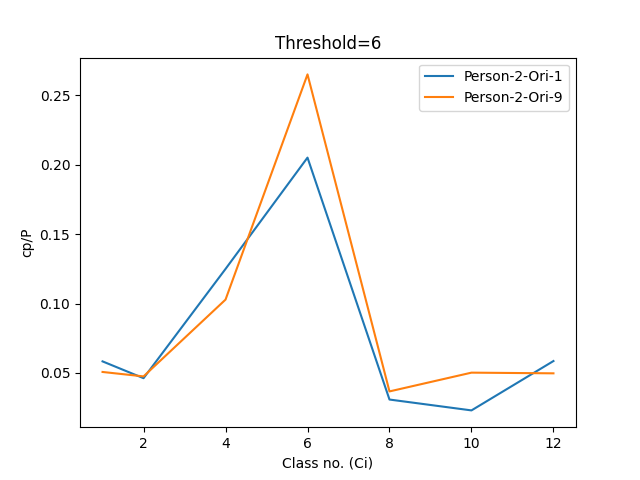 Threshold=6
Person-2-Ori-1
Person-2-Ori-9
0.25
0.20
0.15
0.10
0.05
cp/P
2 4 6 8 10 12
Class no. (Ci)